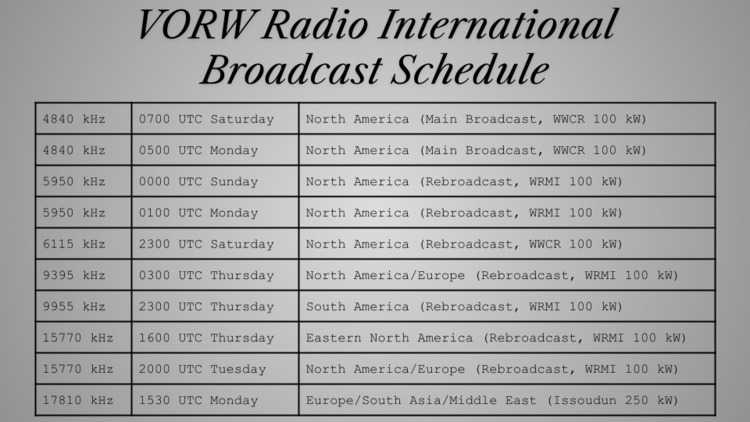 VORW Radio International
Broadcast Schedule
4840 kHz 0700 UTC Saturday North America (Main Broadcast, WWCR 100 kW)
4840 kHz 0500 UTC Monday North America (Main Broadcast, WWCR 100 kW)
5950 kHz 0000 UTC Sunday North America (Rebroadcast, WRMI 100 kW)
5950 kHz 0100 UTC Monday North America (Rebroadcast, WRMI 100 kW)
6115 kHz 2300 UTC Saturday North America (Rebroadcast, WWCR 100 kW)
9395 kHz 0300 UTC Thursday North America/Europe (Rebroadcast, WRMI 100 kW)
9955 kHz 2300 UTC Thursday South America (Rebroadcast, WRMI 100 kW)
15770 kHz 1600 UTC Thursday Eastern North America (Rebroadcast, WRMI 100 kW)
15770 kHz 2000 UTC Tuesday North America/Europe (Rebroadcast, WRMI 100 kW)
17810 kHz 1530 UTC Monday Europe/South Asia/Middle East (Issoudun 250 kW)